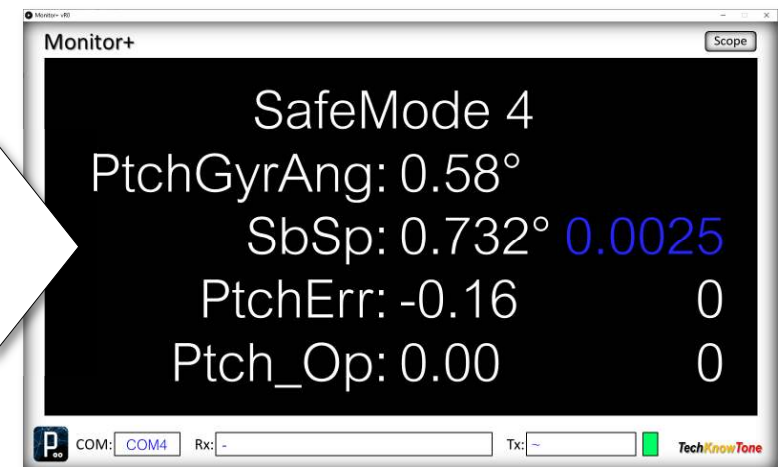 Monitor+ vR0
Monitor+
Scope
SafeMode 4
PtchGyrAng: 0.58°
SbSp: 0.732° 0.0025
PtchErr: -0.16 0
Ptch_Op: 0.00 0
P. COM: COM4 Rx: - Tx: ~ TechKnowTone